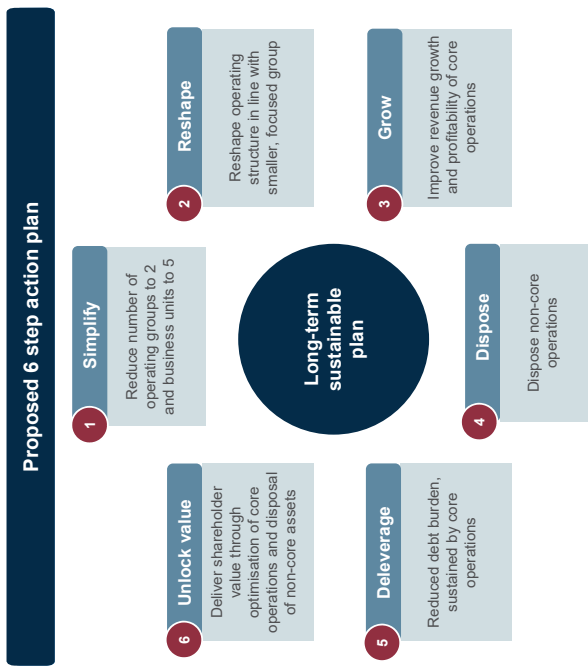 Proposed 6 step action plan
1
Simplify
Reduce number of
operating groups to 2
and business units to 5
2
Reshape
Reshape operating
structure in line with
smaller, focused group
3
Grow
Improve revenue growth
and profitability of core
operations
4
Dispose
Dispose non-core
operations
5
Deleverage
Reduced debt burden,
sustained by core
operations
6
Unlock value
Deliver shareholder
value through
optimisation of core
operations and disposal
of non-core assets
Long-term
sustainable
plan